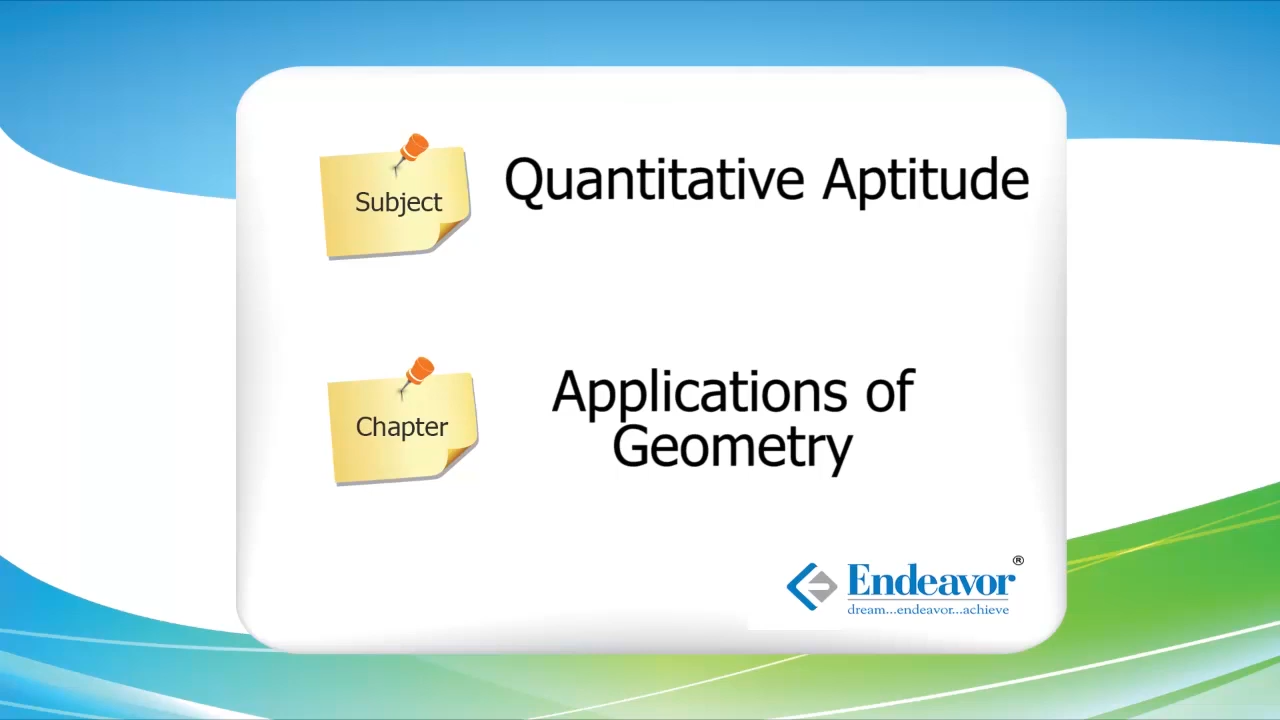 Subject
Quantitative Aptitude
Chapter
Applications of
Geometry
Endeavor®
dream...endeavor...achieve